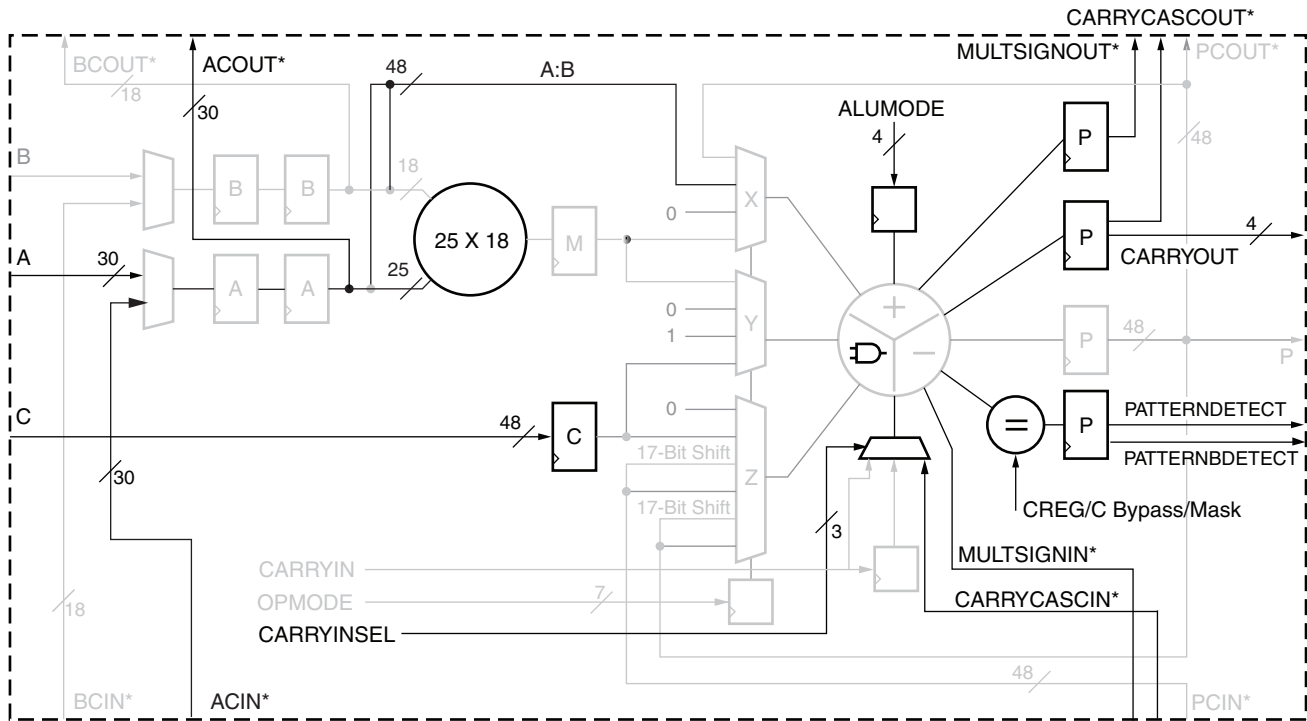 CARRYCASCOUT*
BCOUT*
ACOUT*
MULTSIGNOUT*
PCOUT*
48
A:B
18
30
ALUMODE
4
P
48
B
B
B
18
X
0
25 X 18
M
P
4
CARRYOUT
A
30
A
A
25
0
Y
1
+
−
P
48
P
C
48
C
0
17-Bit Shift
Z
17-Bit Shift
=
P
PATTERNDETECT
PATTERNBDETECT
30
3
CREG/C Bypass/Mask
MULTSIGNIN*
CARRYIN
OPMODE
7
CARRYCASCIN*
18
CARRYINSEL
48
BCIN*
ACIN*
PCIN*